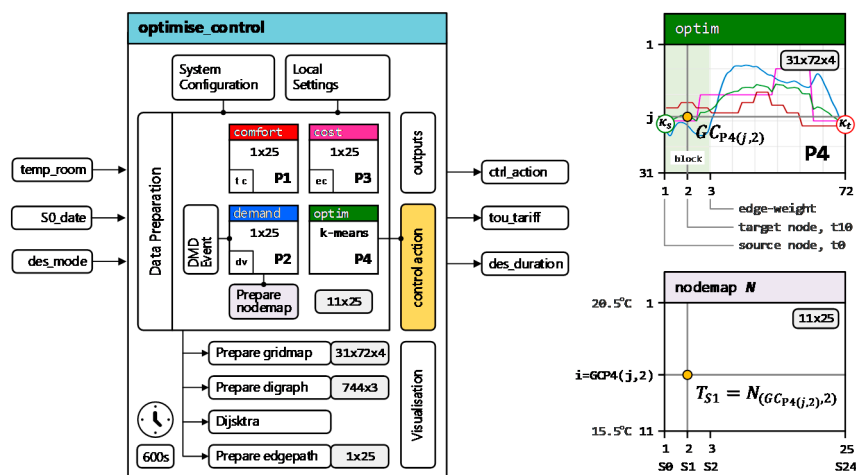 optimise_control
System
Configuration
Local
Settings
temp_room
S0_date
des_mode
Data Preparation
comfort
1x25
tc
P1
cost
1x25
ec
P3
DMD
Event
demand
1x25
dv
P2
optim
k-means
P4
Prepare
nodemap
11x25
outputs
control action
Visualisation
ctrl_action
tou_tariff
des_duration
Prepare gridmap
31x72x4
Prepare digraph
744x3
Dijsktra
Prepare edgepath
1x25
600s
optim
1
31x72x4
j
Ks
Kt
GCP4(j,2)
block
P4
31
72
1 2 3
edge-weight
target node, t10
source node, t0
nodemap N
20.5°C 1
11x25
i=GCP4(j,2)
TS1 = N(GCP4(j,2),2)
15.5°C 11
1 2 3 25
S0 S1 S2 S24